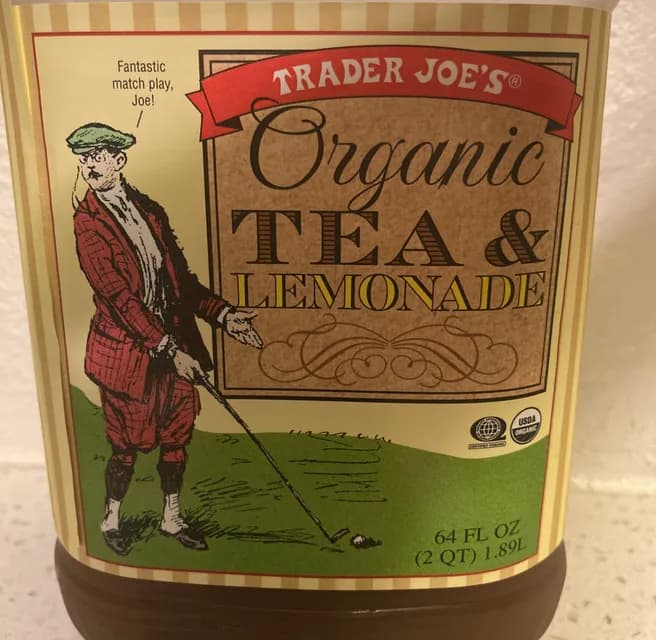 Fantastic
match play,
Joe!
TRADER JOE'S®
Organic
TEA &
LEMONADE
USDA
ORGANIC
64 FL OZ
(2 QT) 1.89L